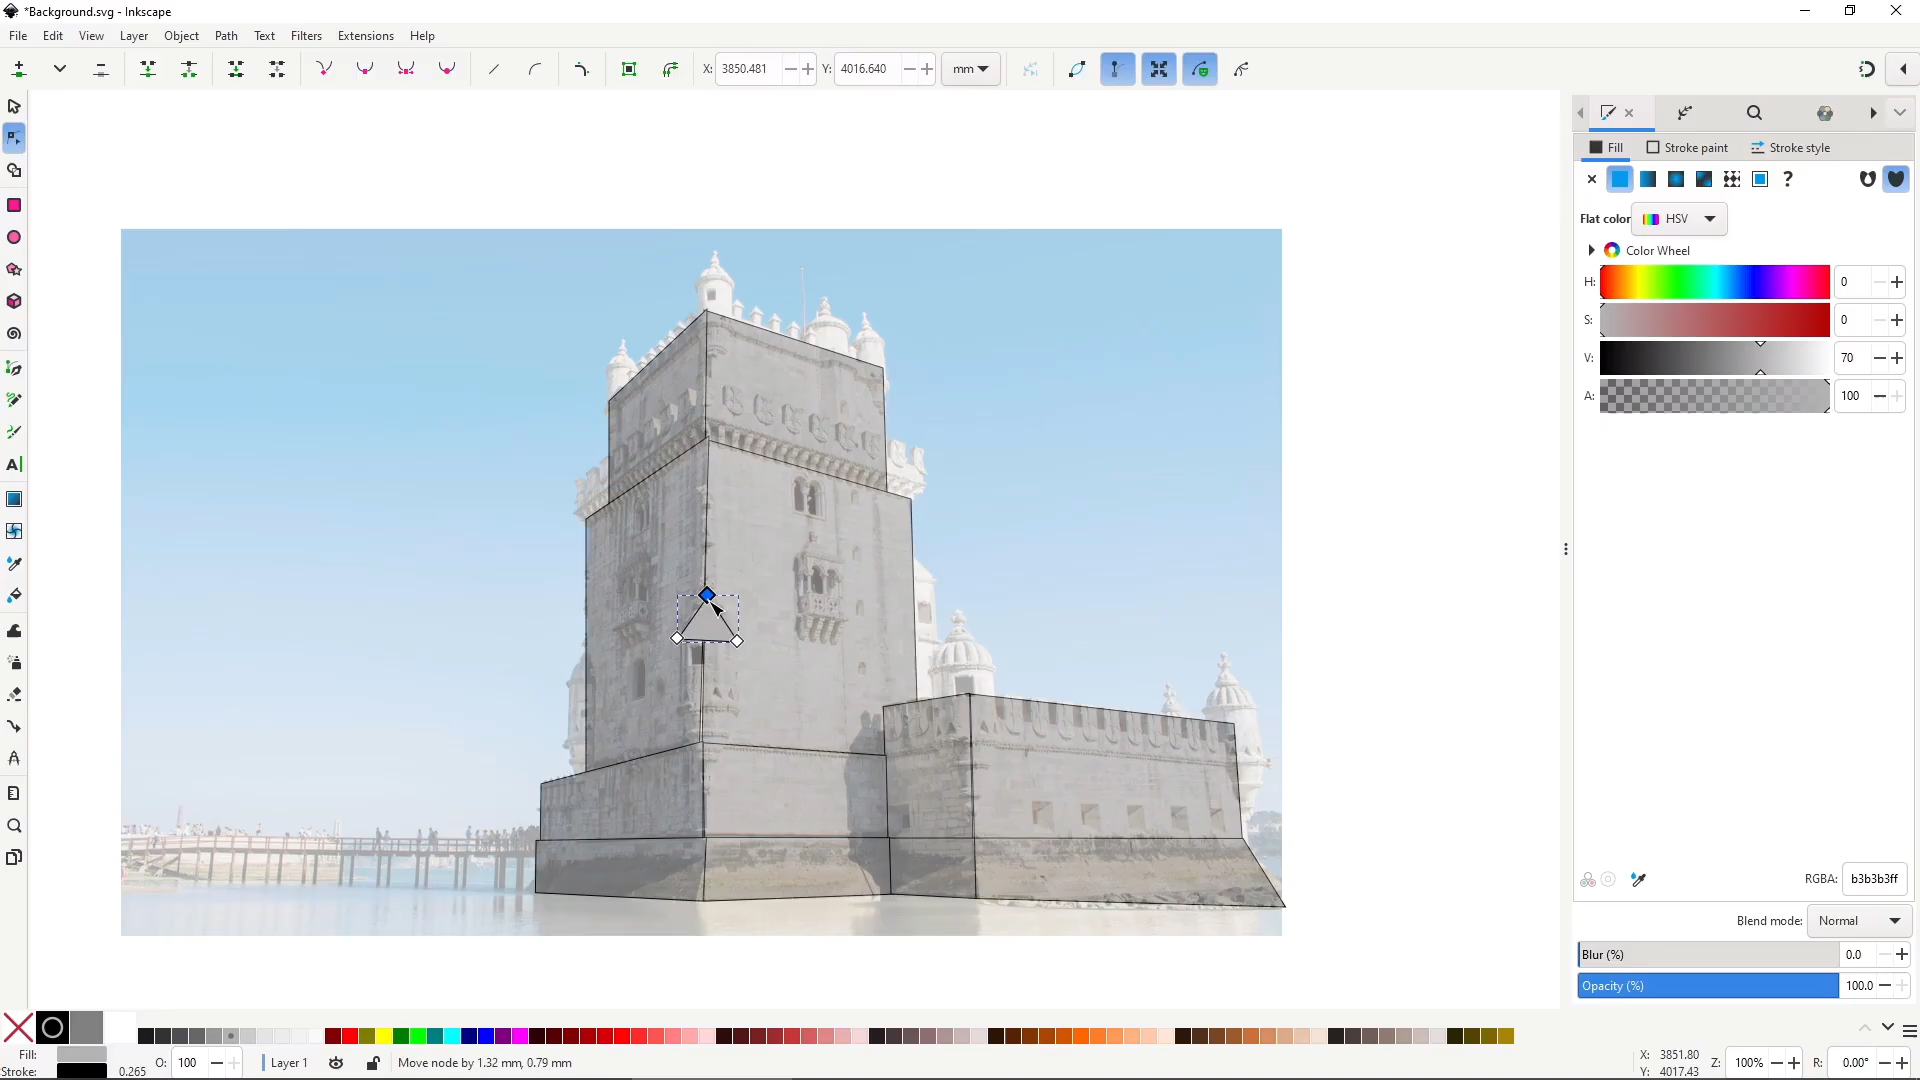 *Background.svg - Inkscape
File Edit View Layer Object Path Text Filters Extensions Help
X: 3850.481 Y: 4016.640 mm
Fill Stroke paint Stroke style
Flat color HSV
Color Wheel
H: 0
S: 0
V: 70
A: 100
RGBA: b3b3b3ff
Blend mode: Normal
Blur (%) 0.0
Opacity (%) 100.0
Fill: O: 100 Layer 1 Move node by 1.32 mm, 0.79 mm X: 3851.80 Z: 100% R: 0.00°
Stroke: 0.265 Y: 4017.43